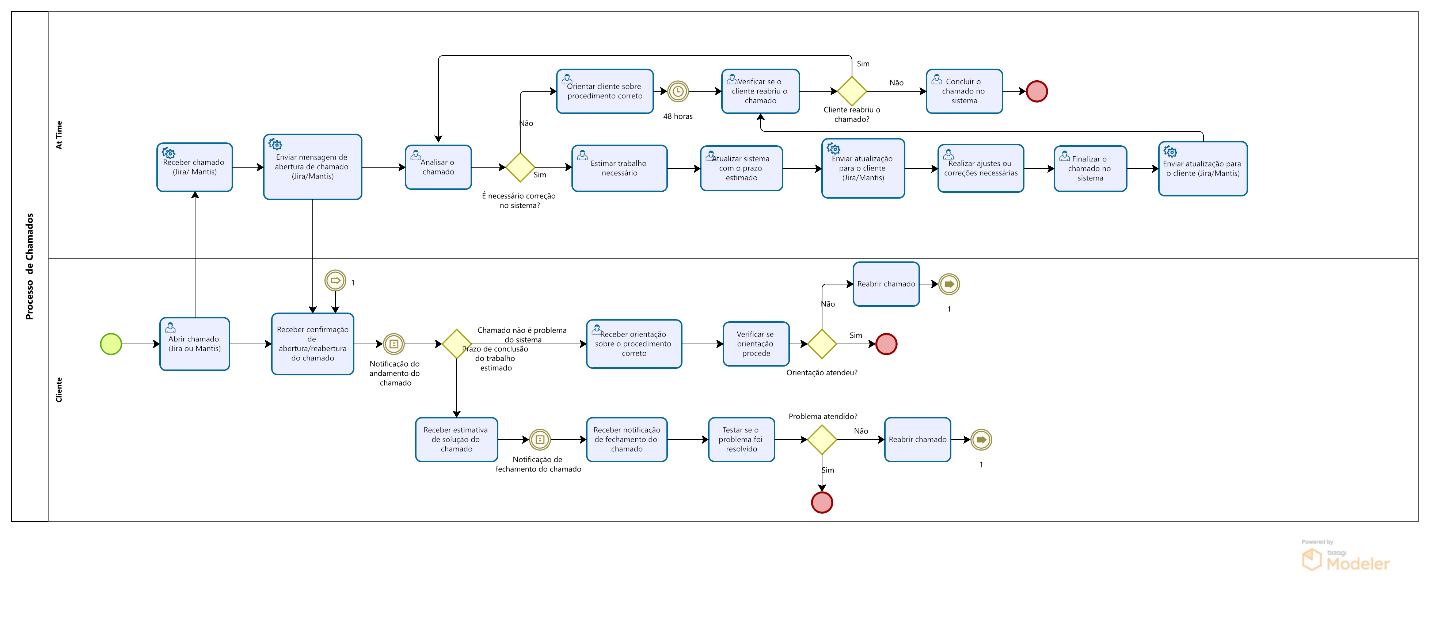 Processo de Chamados
At Time
Sim
Orientar cliente sobre
procedimento correto
48 horas
Verificar se o
cliente reabriu o
chamado
Cliente reabriu o
chamado?
Não
Concluir o
chamado no
sistema
Receber chamado
(Jira/ Mantis)
Enviar mensagem de
abertura de chamado
(Jira/Mantis)
Analisar o
chamado
Não
Sim
É necessário correção
no sistema?
Estimar trabalho
necessário
Atualizar sistema
com o prazo
estimado
Enviar atualização
para o cliente
(Jira/Mantis)
Realizar ajustes ou
correções necessárias
Finalizar o
chamado no
sistema
Enviar atualização para
o cliente (Jira/Mantis)
Cliente
1
Abrir chamado
(Jira ou Mantis)
Receber confirmação
de
abertura/reabertura
do chamado
Notificação do
andamento do
chamado
Chamado não é problema
do sistema
Prazo de conclusão
do trabalho
estimado
Receber orientação
sobre o procedimento
correto
Verificar se
orientação
procede
Orientação atendeu?
Não
Sim
Reabrir chamado
1
Receber estimativa
de solução do
chamado
Notificação de
fechamento do chamado
Receber notificação
de fechamento do
chamado
Testar se o
problema foi
resolvido
Problema atendido?
Não
Sim
Reabrir chamado
1
Powered by
bizagi
Modeler